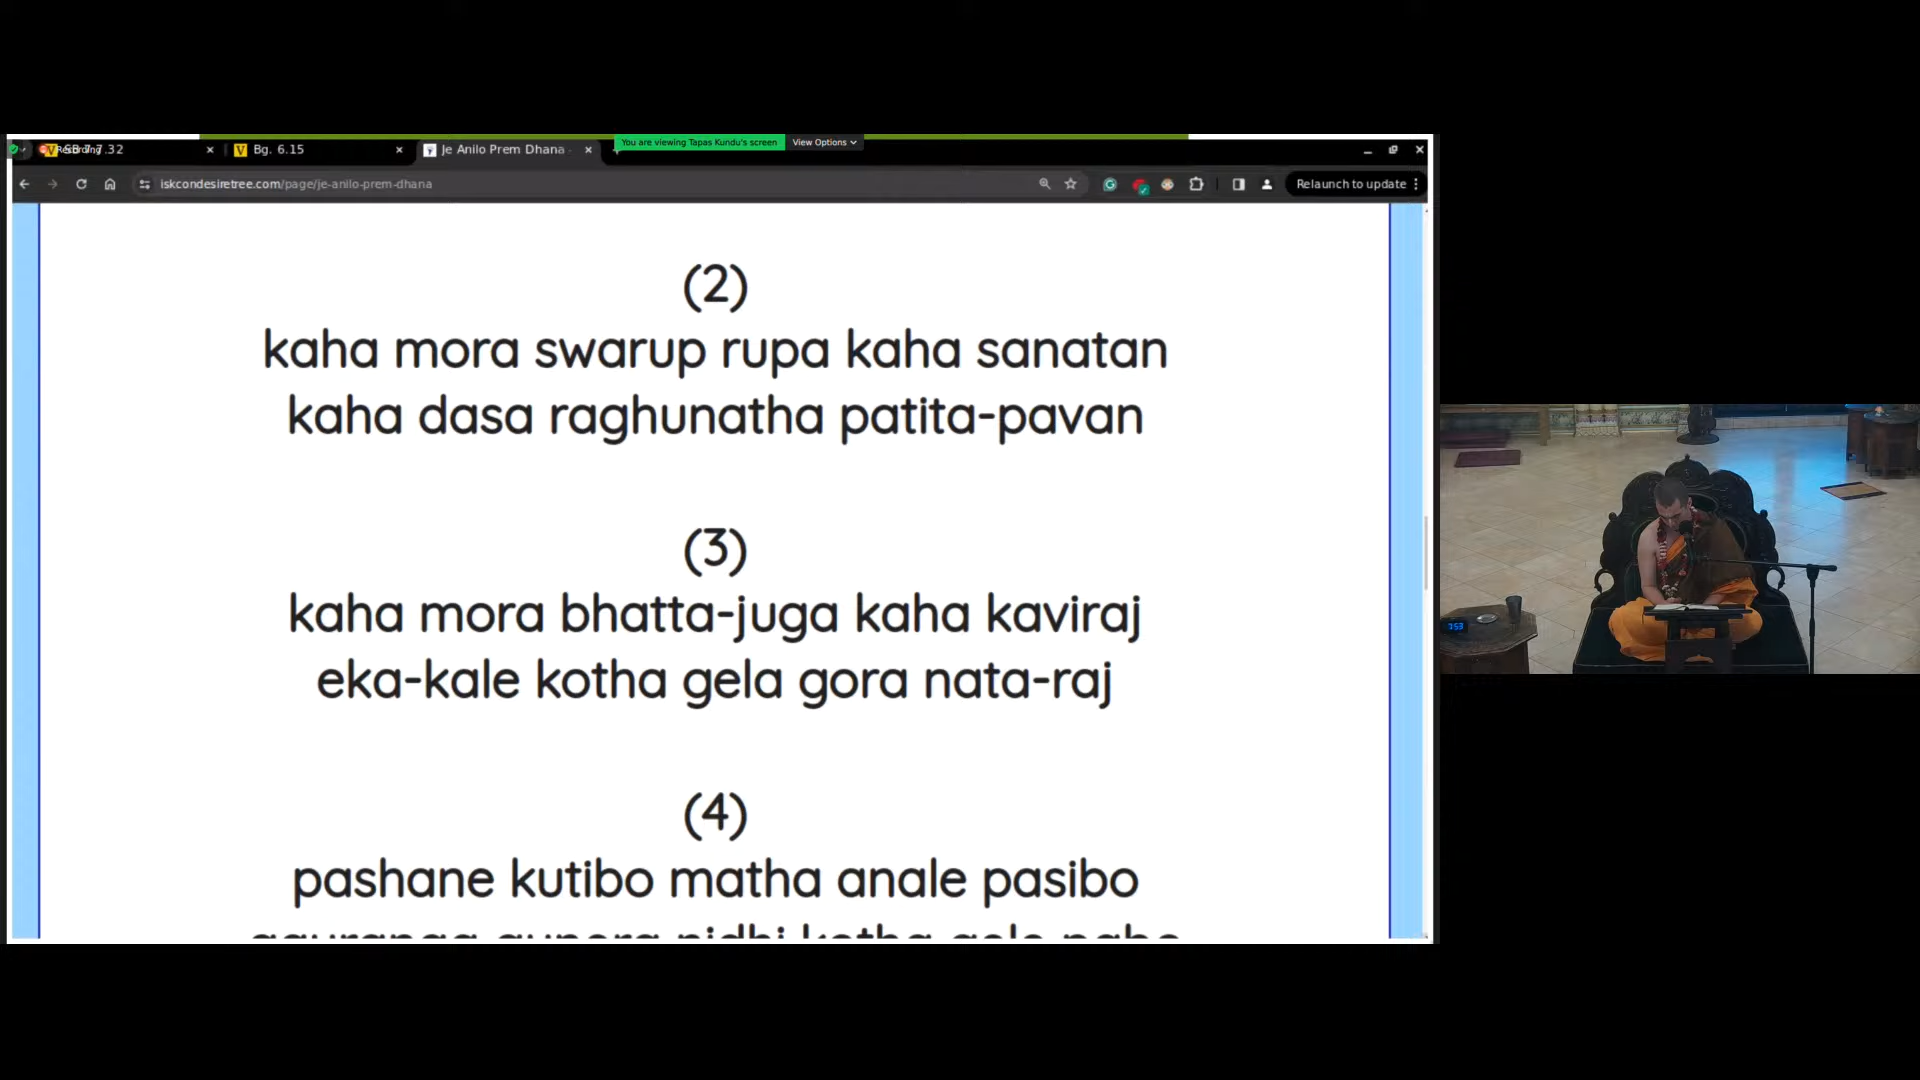 You are viewing Tapas Kundu's screen
View Options
7.32
Bg. 6.15
Je Anilo Prem Dhana
iskcondesiretree.com/page/je-anilo-prem-dhana
Relaunch to update
(2)
kaha mora swarup rupa kaha sanatan
kaha dasa raghunatha patita-pavan
(3)
kaha mora bhatta-juga kaha kaviraj
eka-kale kotha gela gora nata-raj
(4)
pashane kutibo matha anale pasibo
753